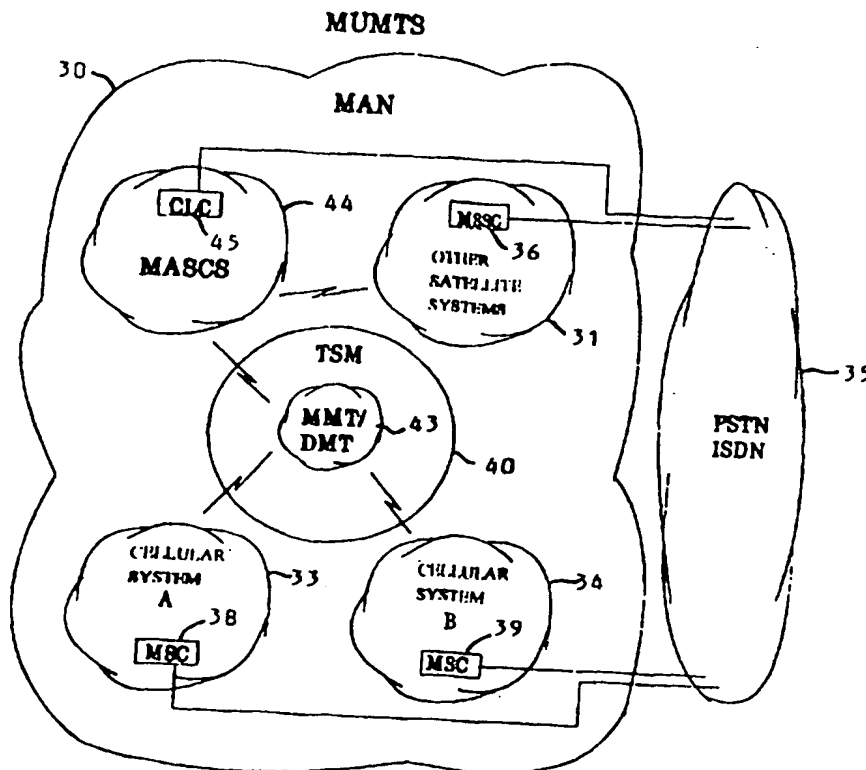 MUMTS
30
MAN
CLC
45
44
MASCS
MSSC
36
OTHER
SATELLITE
SYSTEMS
31
TSM
MMT/
DMT
43
40
PSTN
ISDN
35
CELLULAR
SYSTEM
A
33
38
MSC
CELLULAR
SYSTEM
B
34
39
MSC